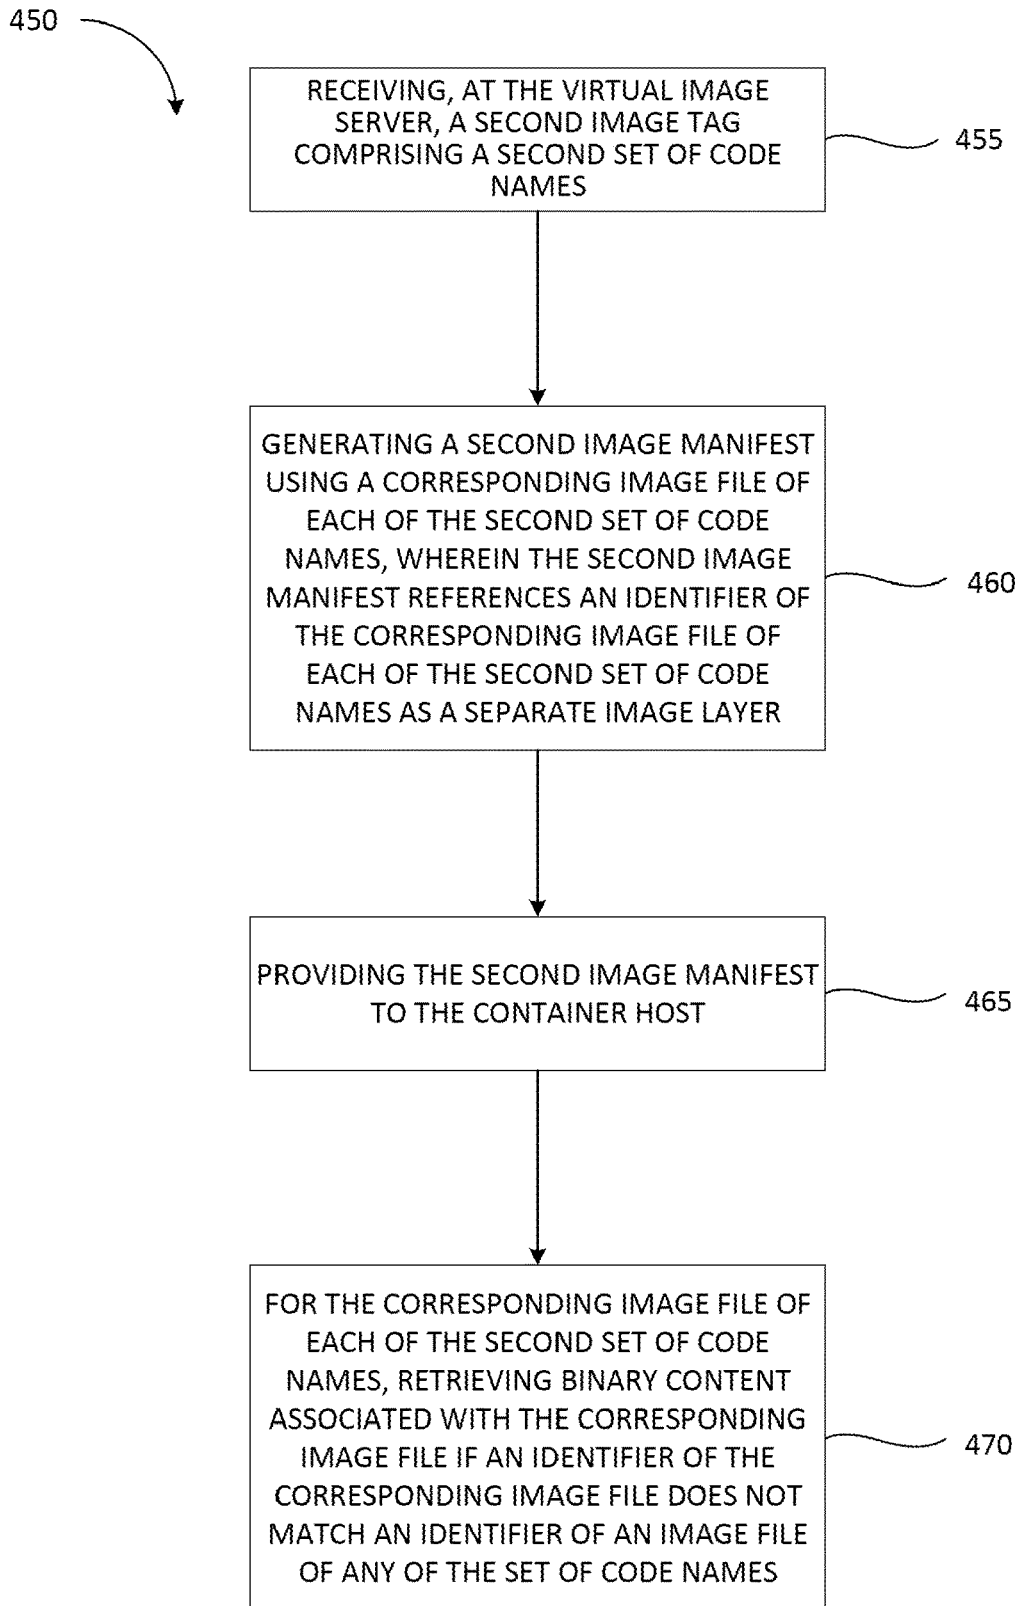 450
RECEIVING, AT THE VIRTUAL IMAGE
SERVER, A SECOND IMAGE TAG
COMPRISING A SECOND SET OF CODE
NAMES
455
GENERATING A SECOND IMAGE MANIFEST
USING A CORRESPONDING IMAGE FILE OF
EACH OF THE SECOND SET OF CODE
NAMES, WHEREIN THE SECOND IMAGE
MANIFEST REFERENCES AN IDENTIFIER OF
THE CORRESPONDING IMAGE FILE OF
EACH OF THE SECOND SET OF CODE
NAMES AS A SEPARATE IMAGE LAYER
460
PROVIDING THE SECOND IMAGE MANIFEST
TO THE CONTAINER HOST
465
FOR THE CORRESPONDING IMAGE FILE OF
EACH OF THE SECOND SET OF CODE
NAMES, RETRIEVING BINARY CONTENT
ASSOCIATED WITH THE CORRESPONDING
IMAGE FILE IF AN IDENTIFIER OF THE
CORRESPONDING IMAGE FILE DOES NOT
MATCH AN IDENTIFIER OF AN IMAGE FILE
OF ANY OF THE SET OF CODE NAMES
470